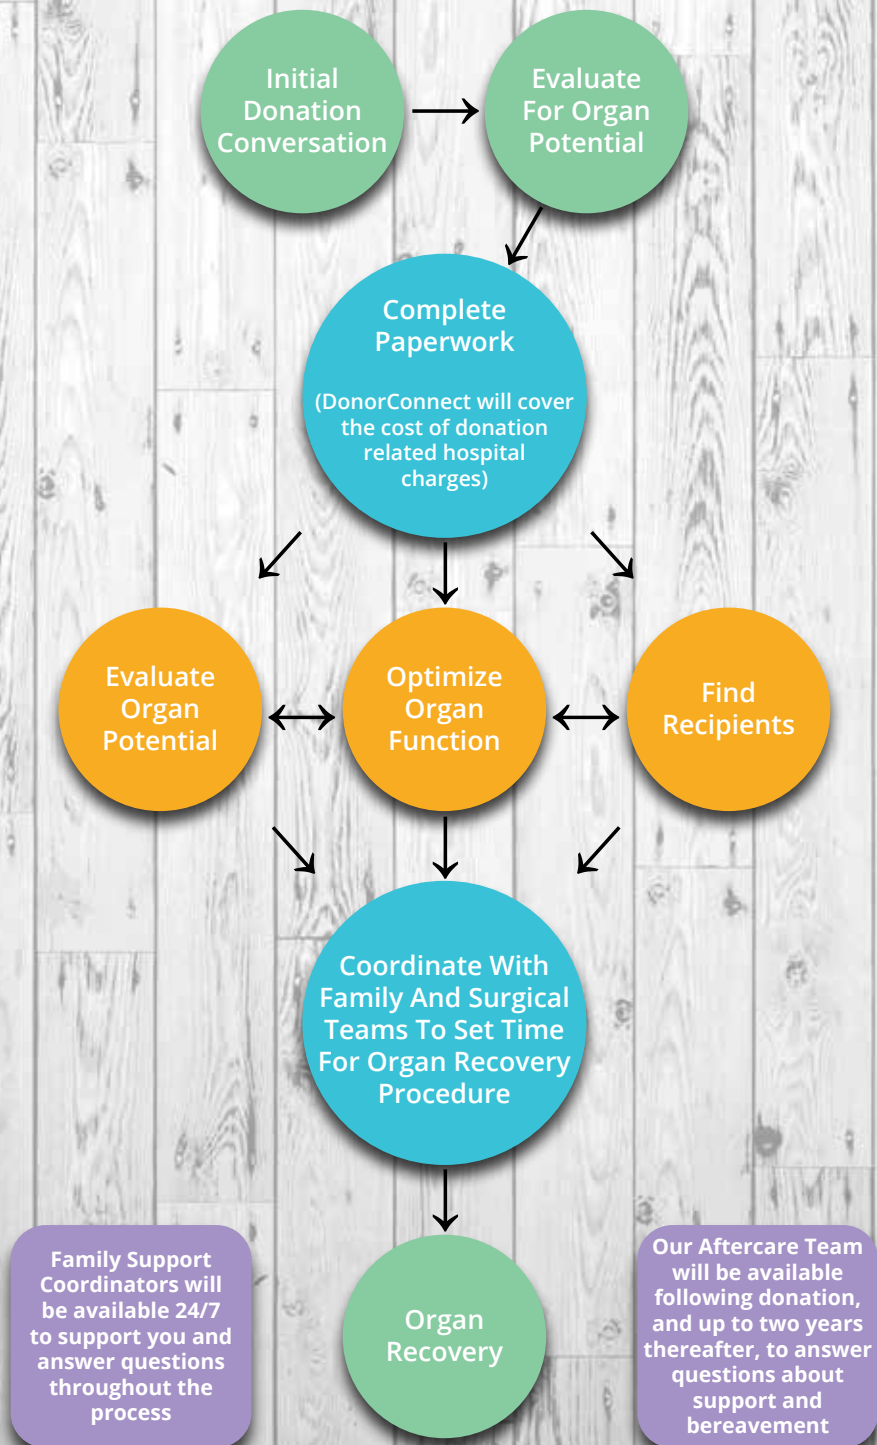 Initial
Donation
Conversation
Evaluate
For Organ
Potential
Complete
Paperwork
(DonorConnect will cover
the cost of donation
related hospital
charges)
Evaluate
Organ
Potential
Optimize
Organ
Function
Find
Recipients
Coordinate With
Family And Surgical
Teams To Set Time
For Organ Recovery
Procedure
Family Support
Coordinators will
be available 24/7
to support you and
answer questions
throughout the
process
Organ
Recovery
Our Aftercare Team
will be available
following donation,
and up to two years
thereafter, to answer
questions about
support and
bereavement